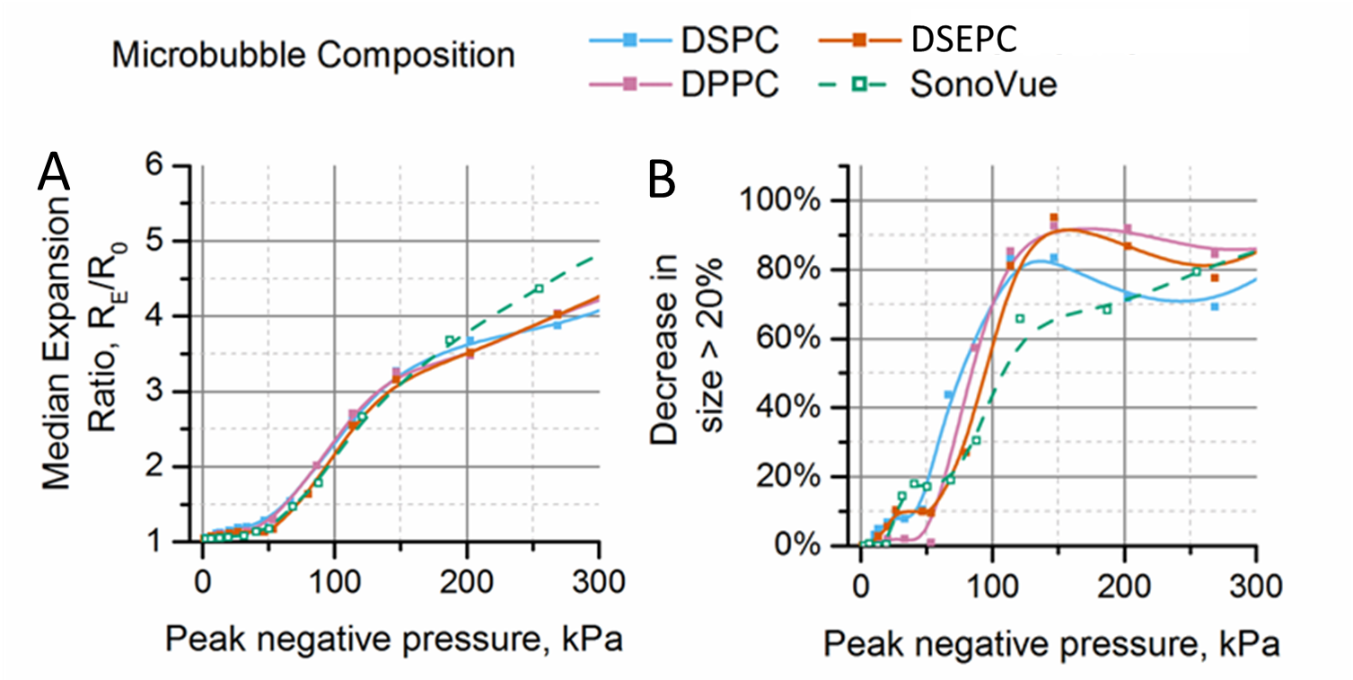 Microbubble Composition
DSPC
DSEPC
DPPC
SonoVue
A
Median Expansion
Ratio, R_E/R_0
6
5
4
3
2
1
0
100
200
300
Peak negative pressure, kPa
B
Decrease in
size > 20%
100%
80%
60%
40%
20%
0%
0
100
200
300
Peak negative pressure, kPa